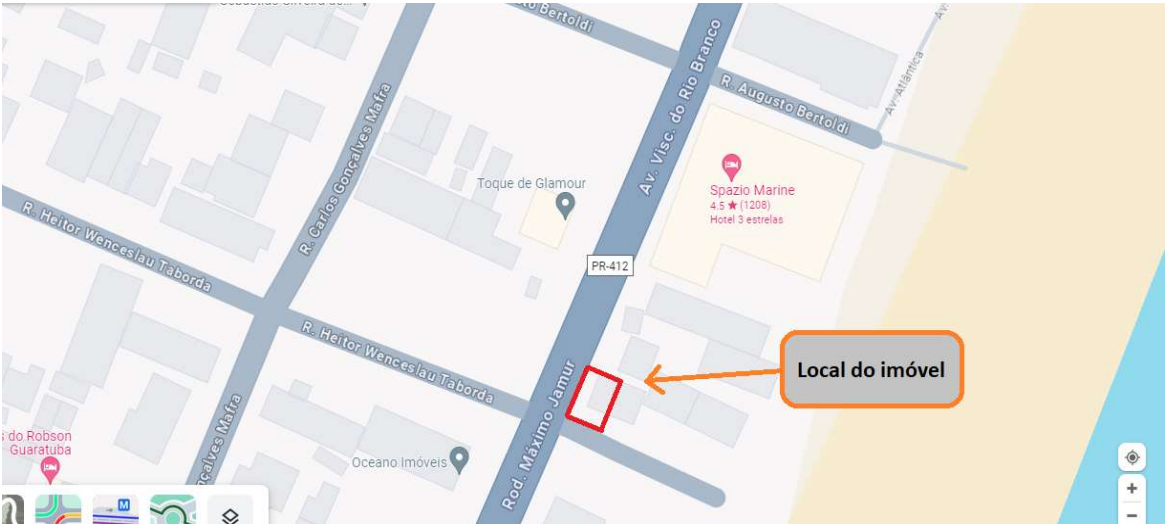 Bertoldi
Av. Visc. do Rio Branco
R. Augusto Bertoldi
Av. Atlântica
R. Carlos Gonçalves Mafra
Toque de Glamour
Spazio Marine
4,5 ★ (1208)
Hotel 3 estrelas
R. Heitor Wenceslau Taborda
PR-412
R. Heitor Wenceslau Taborda
Local do imóvel
Rod. Máximo Jamur
do Robson
Guaratuba
nçalves Mafra
Oceano Imóveis
M
+
−